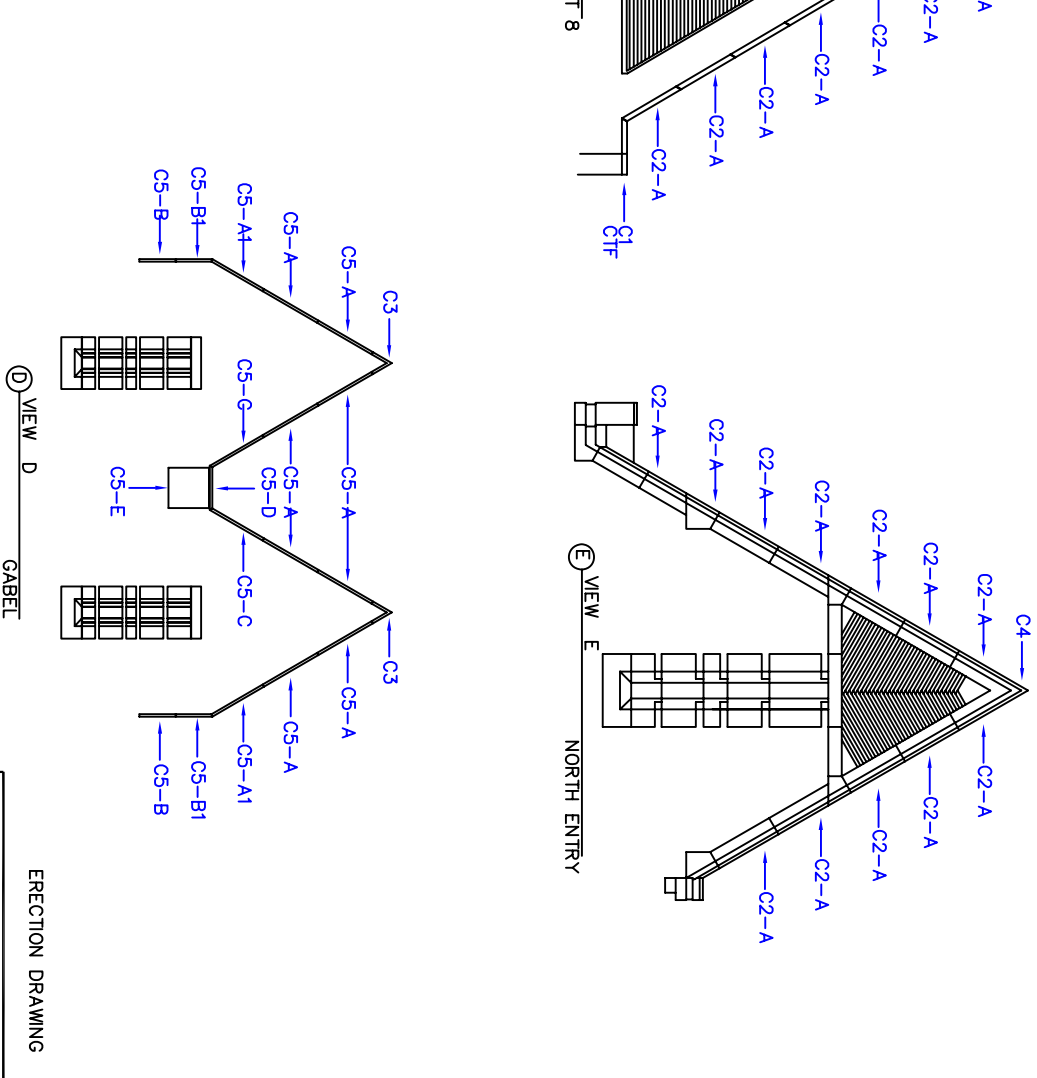 T 8
A
C2-A
C2-A
C2-A
C2-A
C2-A
C2-A
C1
CTF
C4
C2-A
C2-A
C2-A
C2-A
C2-A
C2-A
C2-A
C2-A
C2-A
C2-A
C2-A
C2-A
E VIEW E
NORTH ENTRY
C3
C5-A
C5-A
C5-A1
C5-B1
C5-B
C5-G
C5-A
C5-A
C5-D
C5-E
C5-C
C3
C5-A
C5-A
C5-A1
C5-B1
C5-B
D VIEW D
GABEL
ERECTION DRAWING